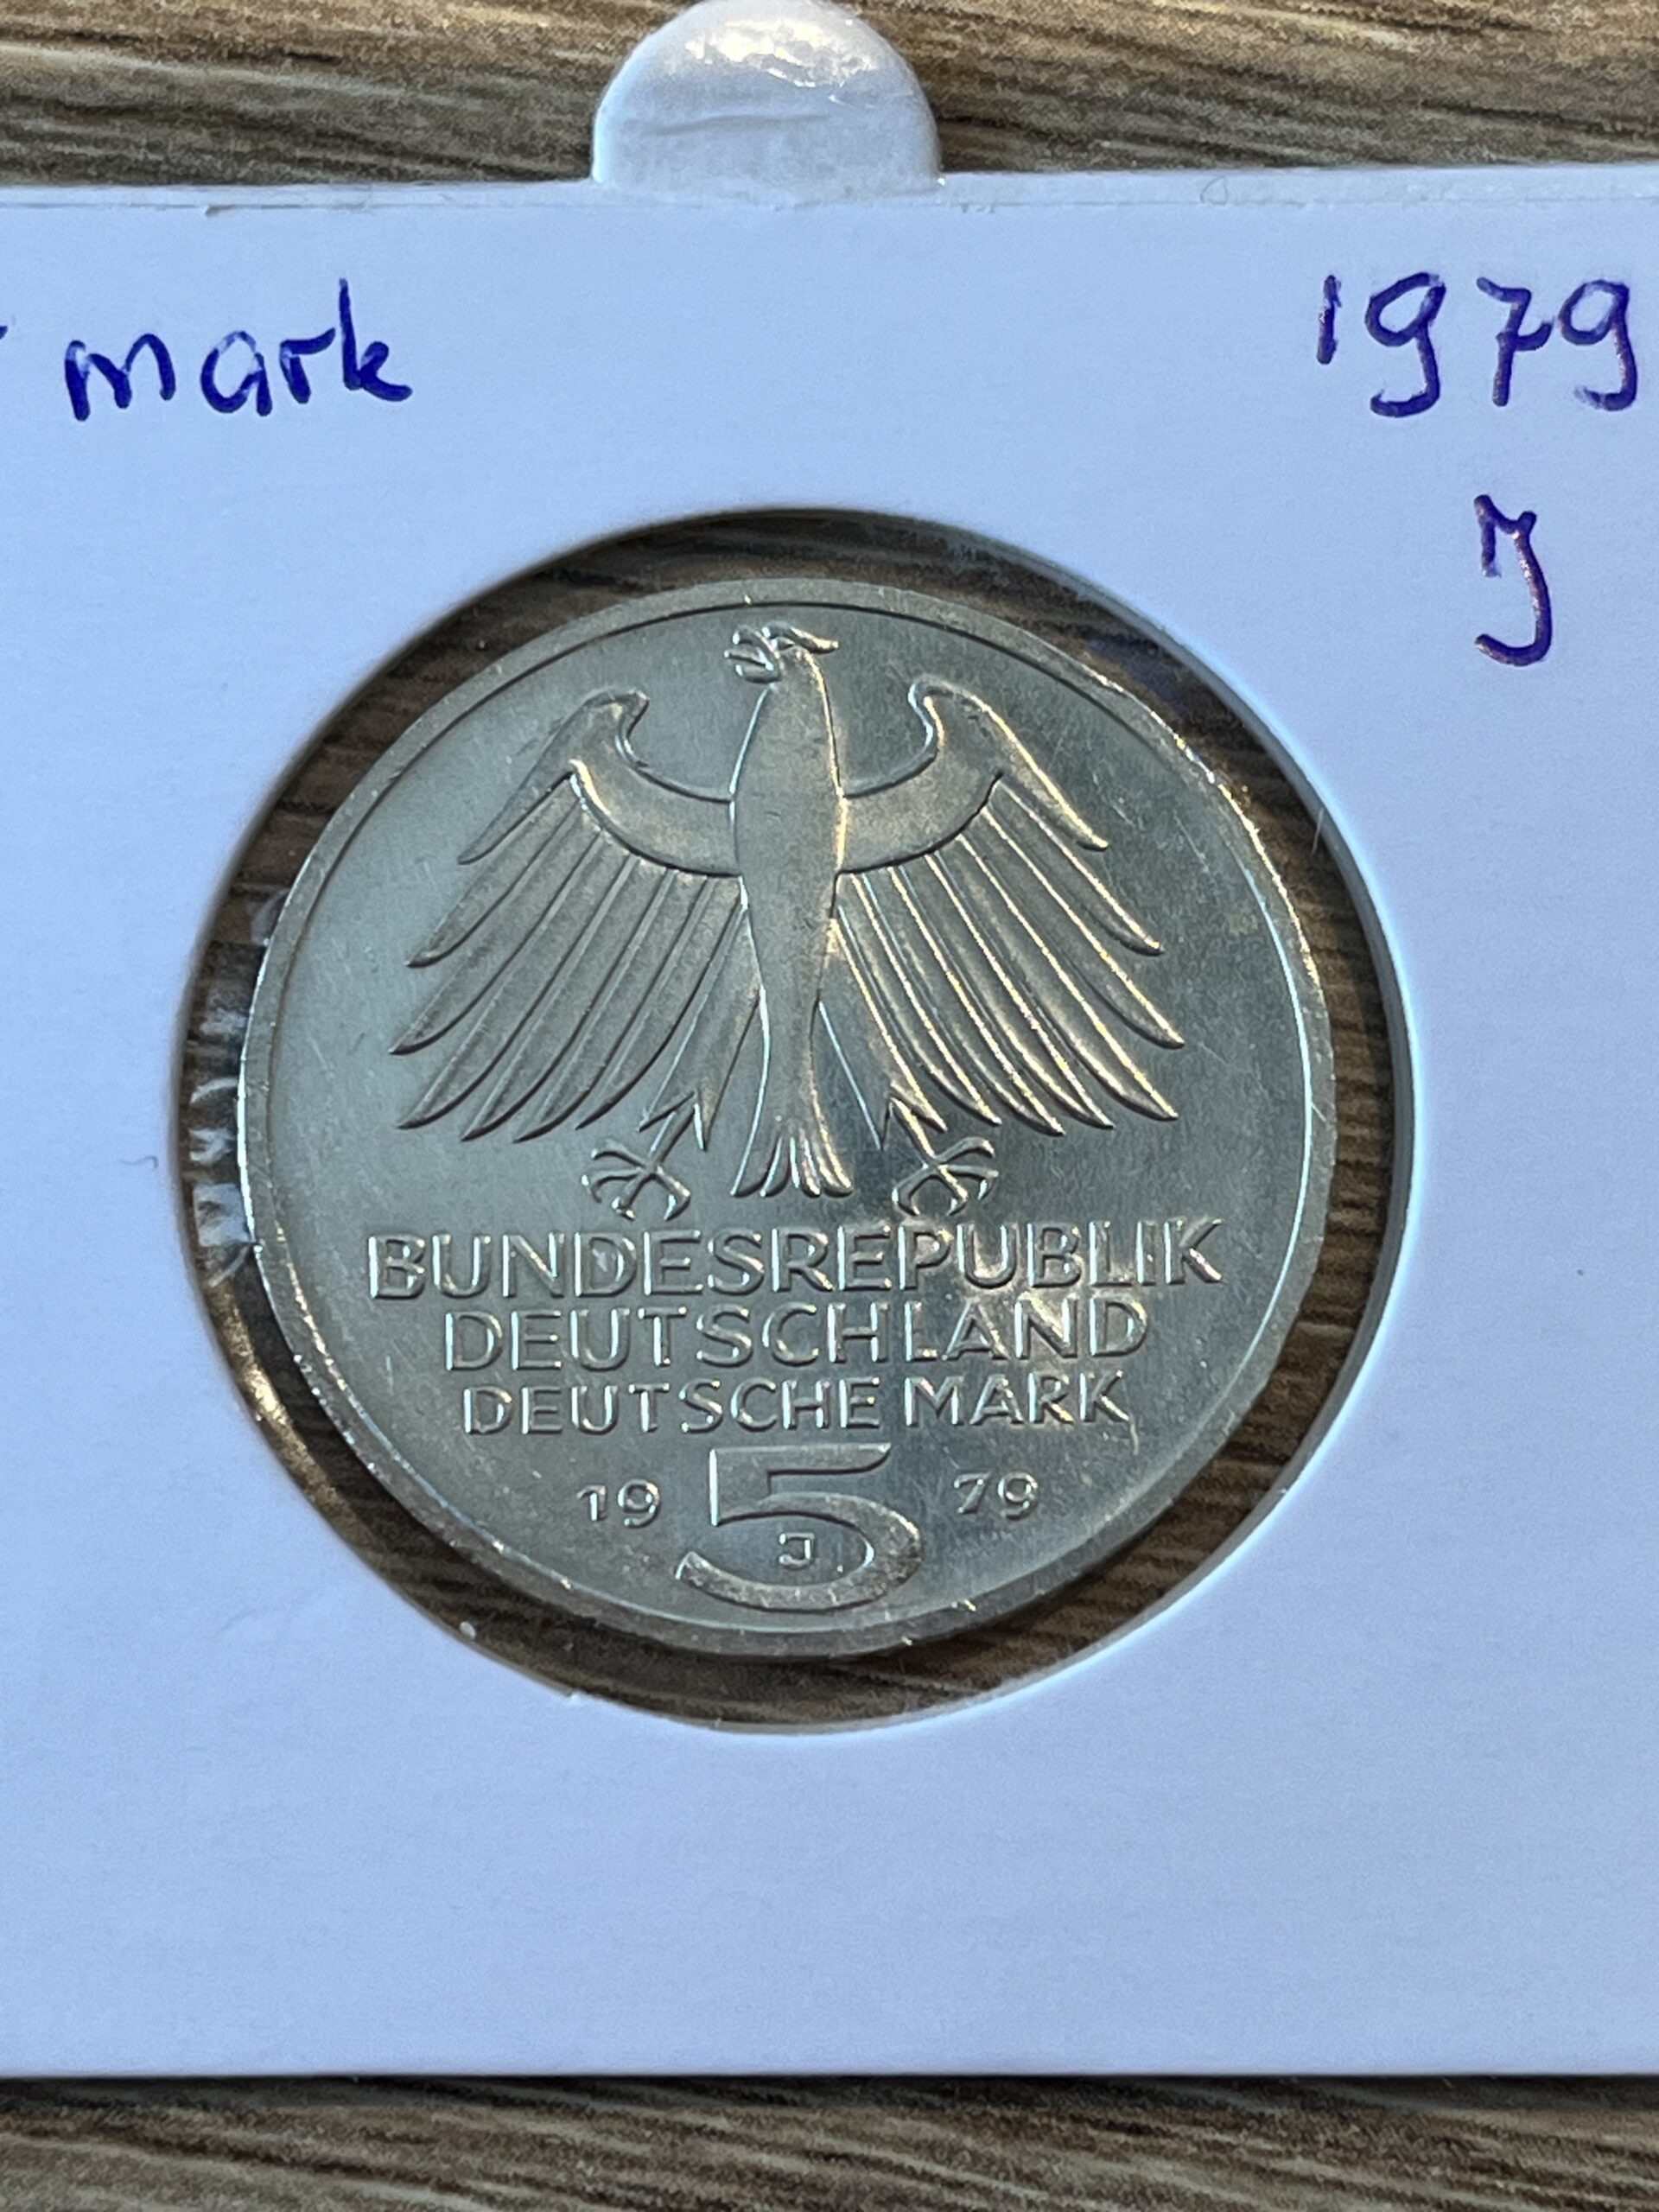 mark 1979
J
BUNDESREPUBLIK
DEUTSCHLAND
DEUTSCHE MARK
19 5 79
J